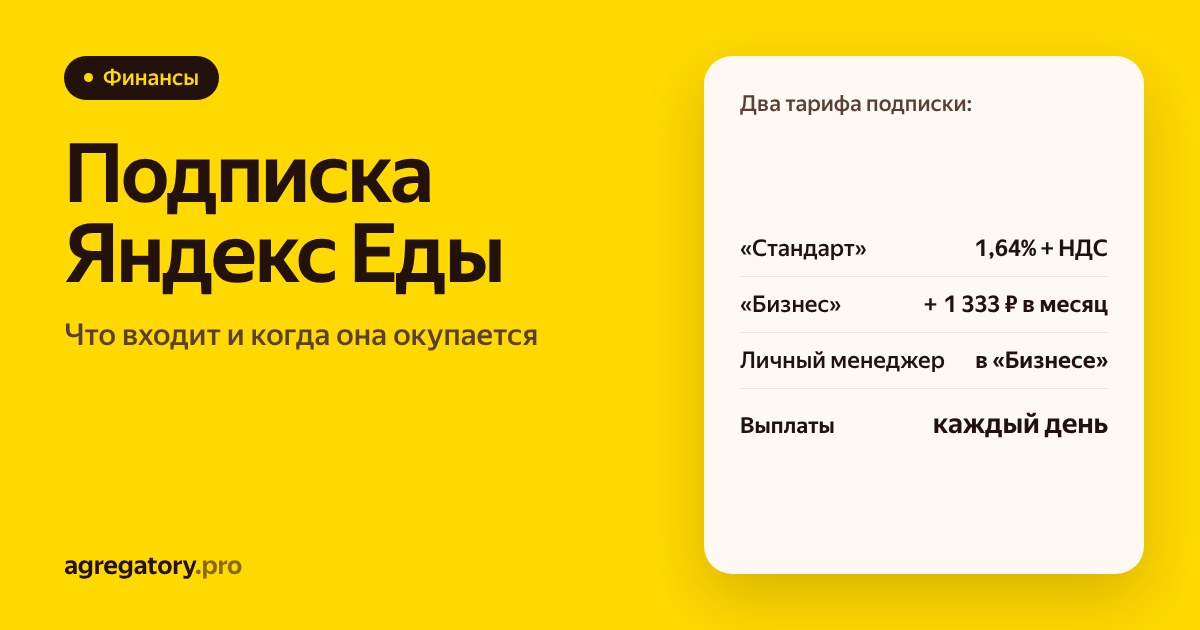 Финансы
Подписка
Яндекс Еды
Что входит и когда она окупается
agregatory.pro
Два тарифа подписки:
«Стандарт» 1,64% + НДС
«Бизнес» + 1 333 ₽ в месяц
Личный менеджер в «Бизнесе»
Выплаты каждый день